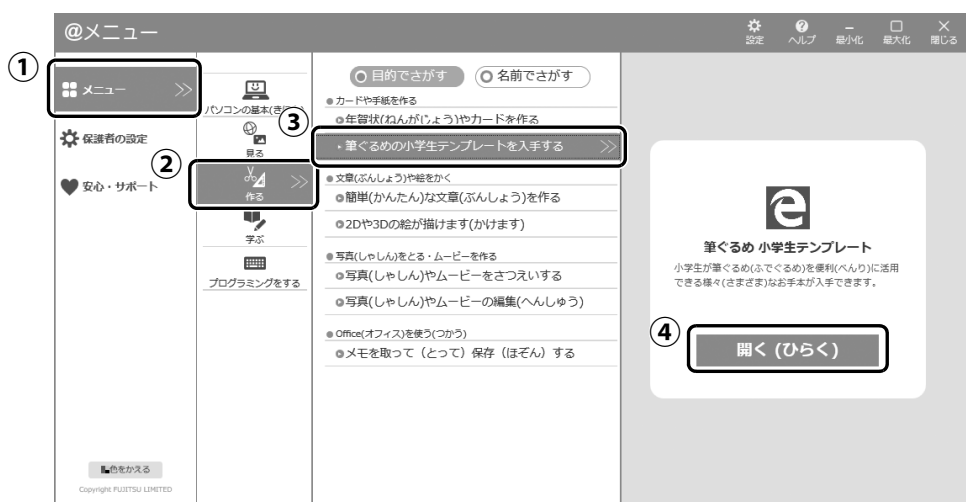 @メニュー
設定
ヘルプ
最小化
最大化
閉じる
①
メニュー
保護者の設定
安心・サポート
色をかえる
Copyright FUJITSU LIMITED
パソコンの基本(き
見る
②
作る
学ぶ
プログラミングをする
目的でさがす
名前でさがす
カードや手紙を作る
年賀状(ねんがじょう)やカードを作る
③
筆ぐるめの小学生テンプレートを入手する
文章(ぶんしょう)や絵をかく
簡単(かんたん)な文章(ぶんしょう)を作る
2Dや3Dの絵が描けます(かけます)
写真(しゃしん)をとる・ムービーを作る
写真(しゃしん)やムービーをさつえいする
写真(しゃしん)やムービーの編集(へんしゅう)
Office(オフィス)を使う(つかう)
メモを取って（とって）保存（ほぞん）する
筆ぐるめ 小学生テンプレート
小学生が筆ぐるめ(ふでぐるめ)を便利(べんり)に活用
できる様々(さまざま)なお手本が入手できます。
④
開く (ひらく)